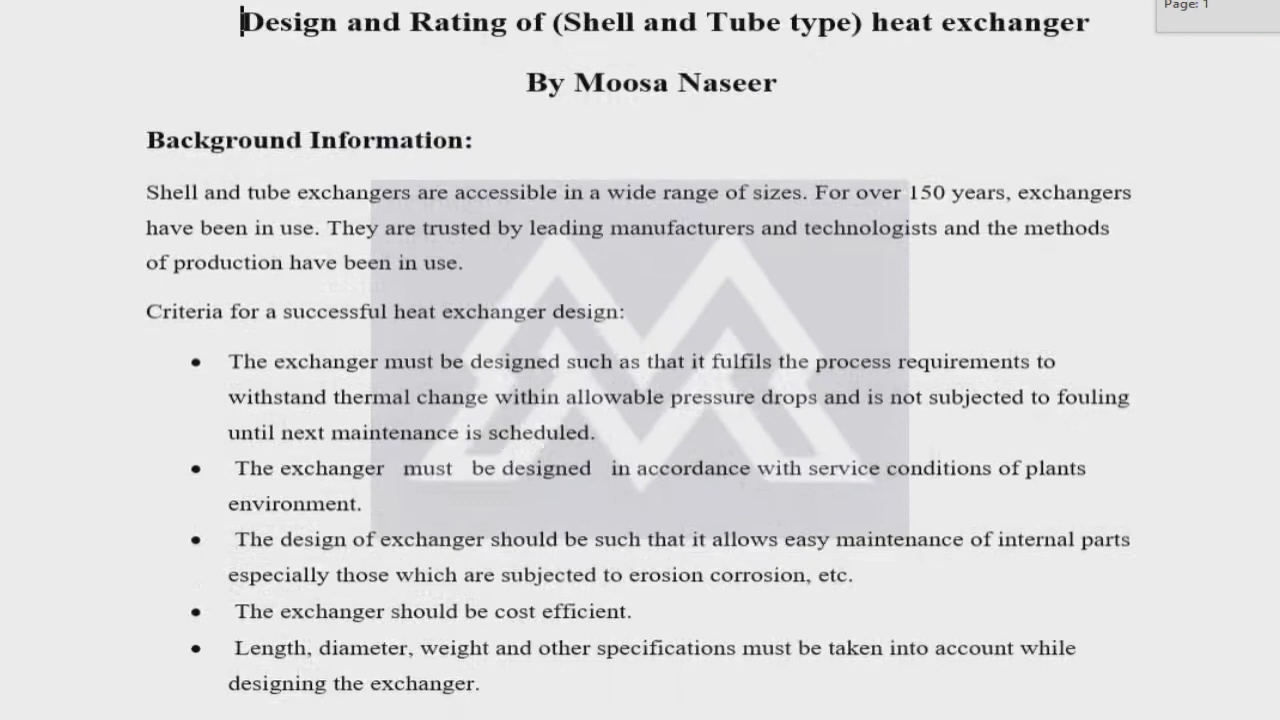 Page: 1
Design and Rating of (Shell and Tube type) heat exchanger
By Moosa Naseer
Background Information:
Shell and tube exchangers are accessible in a wide range of sizes. For over 150 years, exchangers
have been in use. They are trusted by leading manufacturers and technologists and the methods
of production have been in use.
Criteria for a successful heat exchanger design:
• The exchanger must be designed such as that it fulfils the process requirements to
withstand thermal change within allowable pressure drops and is not subjected to fouling
until next maintenance is scheduled.
• The exchanger must be designed in accordance with service conditions of plants
environment.
• The design of exchanger should be such that it allows easy maintenance of internal parts
especially those which are subjected to erosion corrosion, etc.
• The exchanger should be cost efficient.
• Length, diameter, weight and other specifications must be taken into account while
designing the exchanger.